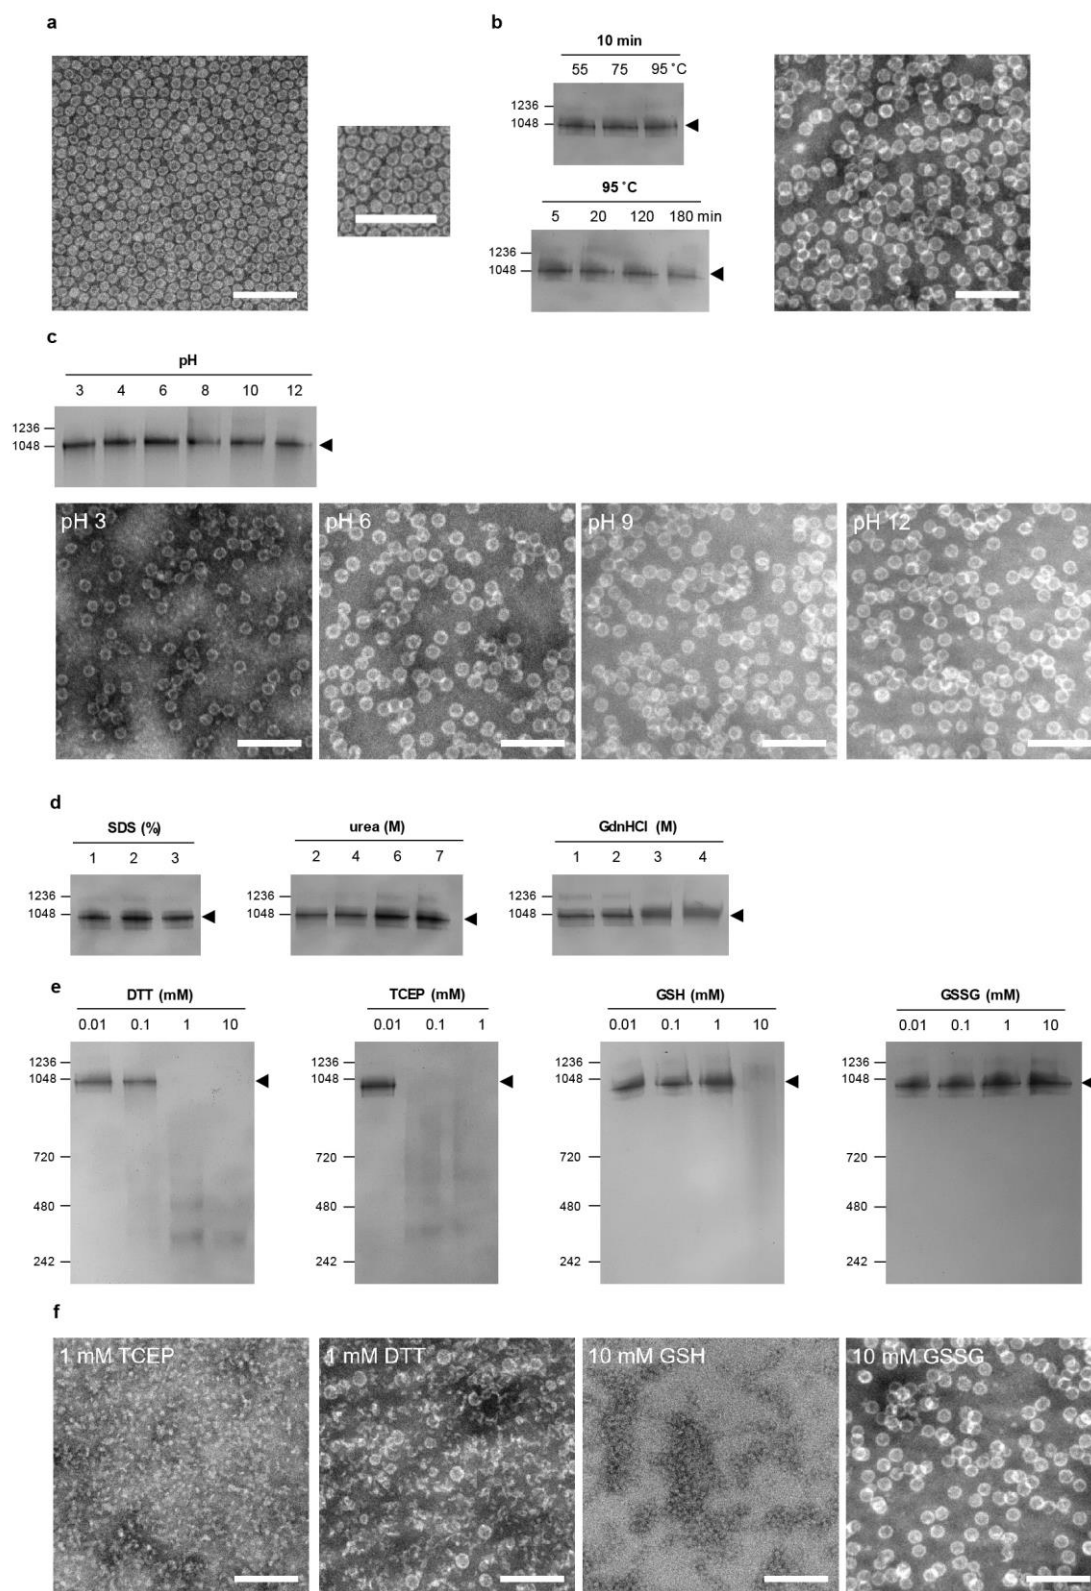 a
b
10 min
55 75 95 ˚C
1236
1048
95 ˚C
5 20 120 180 min
1236
1048
c
pH
3 4 6 8 10 12
1236
1048
pH 3 pH 6 pH 9 pH 12
d
SDS (%) urea (M) GdnHCl (M)
1 2 3 2 4 6 7 1 2 3 4
1236 1236 1236
1048 1048 1048
e
DTT (mM) TCEP (mM) GSH (mM) GSSG (mM)
0.01 0.1 1 10 0.01 0.1 1 0.01 0.1 1 10 0.01 0.1 1 10
1236 1236 1236 1236
1048 1048 1048 1048
720 720 720 720
480 480 480 480
242 242 242 242
f
1 mM TCEP 1 mM DTT 10 mM GSH 10 mM GSSG